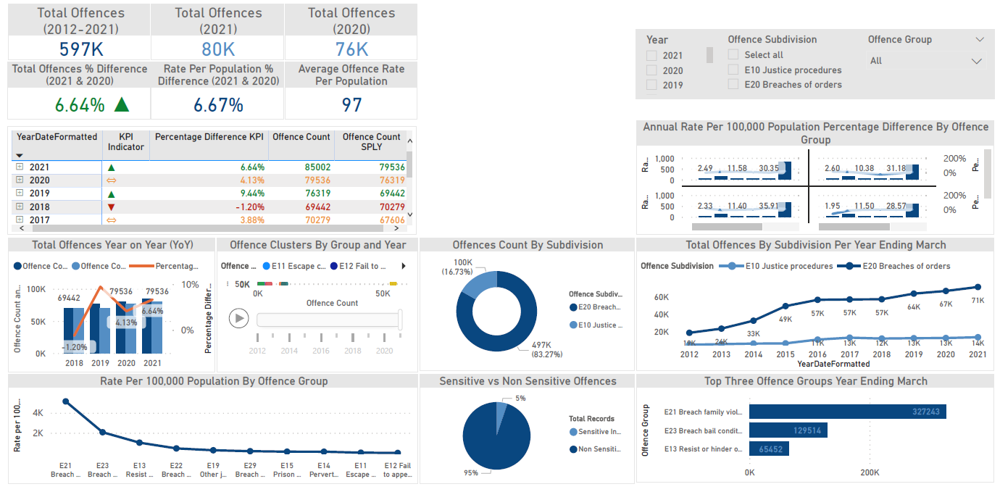 Total Offences
(2012-2021)
597K
Total Offences
(2021)
80K
Total Offences
(2020)
76K
Total Offences % Difference
(2021 & 2020)
6.64%
Rate Per Population %
Difference (2021 & 2020)
6.67%
Average Offence Rate
Per Population
97
Year
2021
2020
2019
Offence Subdivision
Select all
E10 Justice procedures
E20 Breaches of orders
Offence Group
All
YearDateFormatted KPI Indicator Percentage Difference KPI Offence Count Offence Count SPLY
2021 6.64% 85002 79536
2020 4.13% 79536 76319
2019 9.44% 76319 69442
2018 -1.20% 69442 70279
2017 3.88% 70279 67606
Annual Rate Per 100,000 Population Percentage Difference By Offence
Group
Ra...
1,000
500
0
2.49 11.58 30.35
2.60 10.38 31.18
200%
0%
Pe...
Ra...
1,000
500
0
2.33 11.40 35.91
1.95 11.50 28.57
200%
0%
Pe...
Total Offences Year on Year (YoY)
Offence Co... Offence Co... Percentag...
Offence Count an...
100K
50K
0K
69442 79536 79536
-1.20% 4.13% 6.64%
10%
0%
Percentage Differ...
2018 2019 2020 2021
Offence Clusters By Group and Year
Offence ... E11 Escape c... E12 Fail to ...
50K
0K 50K
Offence Count
2012 2014 2016 2018 2020
Offences Count By Subdivision
100K
(16.73%)
497K
(83.27%)
Offence Subdiv...
E20 Breach...
E10 Justice ...
Total Offences By Subdivision Per Year Ending March
Offence Subdivision E10 Justice procedures E20 Breaches of orders
60K
40K
20K
33K 49K 57K 57K 57K 64K 67K 71K
24K 11K 13K 12K 13K 13K 14K
2012 2013 2014 2015 2016 2017 2018 2019 2020 2021
YearDateFormatted
Rate Per 100,000 Population By Offence Group
Rate per 100,...
4K
2K
E21 Breach ...
E23 Breach ...
E13 Resist ...
E22 Breach ...
E19 Other j...
E29 Breach ...
E15 Prison ...
E14 Pervert...
E11 Escape ...
E12 Fail to appe...
Sensitive vs Non Sensitive Offences
5%
95%
Total Records
Sensitive In...
Non Sensiti...
Top Three Offence Groups Year Ending March
Offence Group
E21 Breach family viol... 327243
E23 Breach bail condit... 129514
E13 Resist or hinder o... 65452
0K 200K